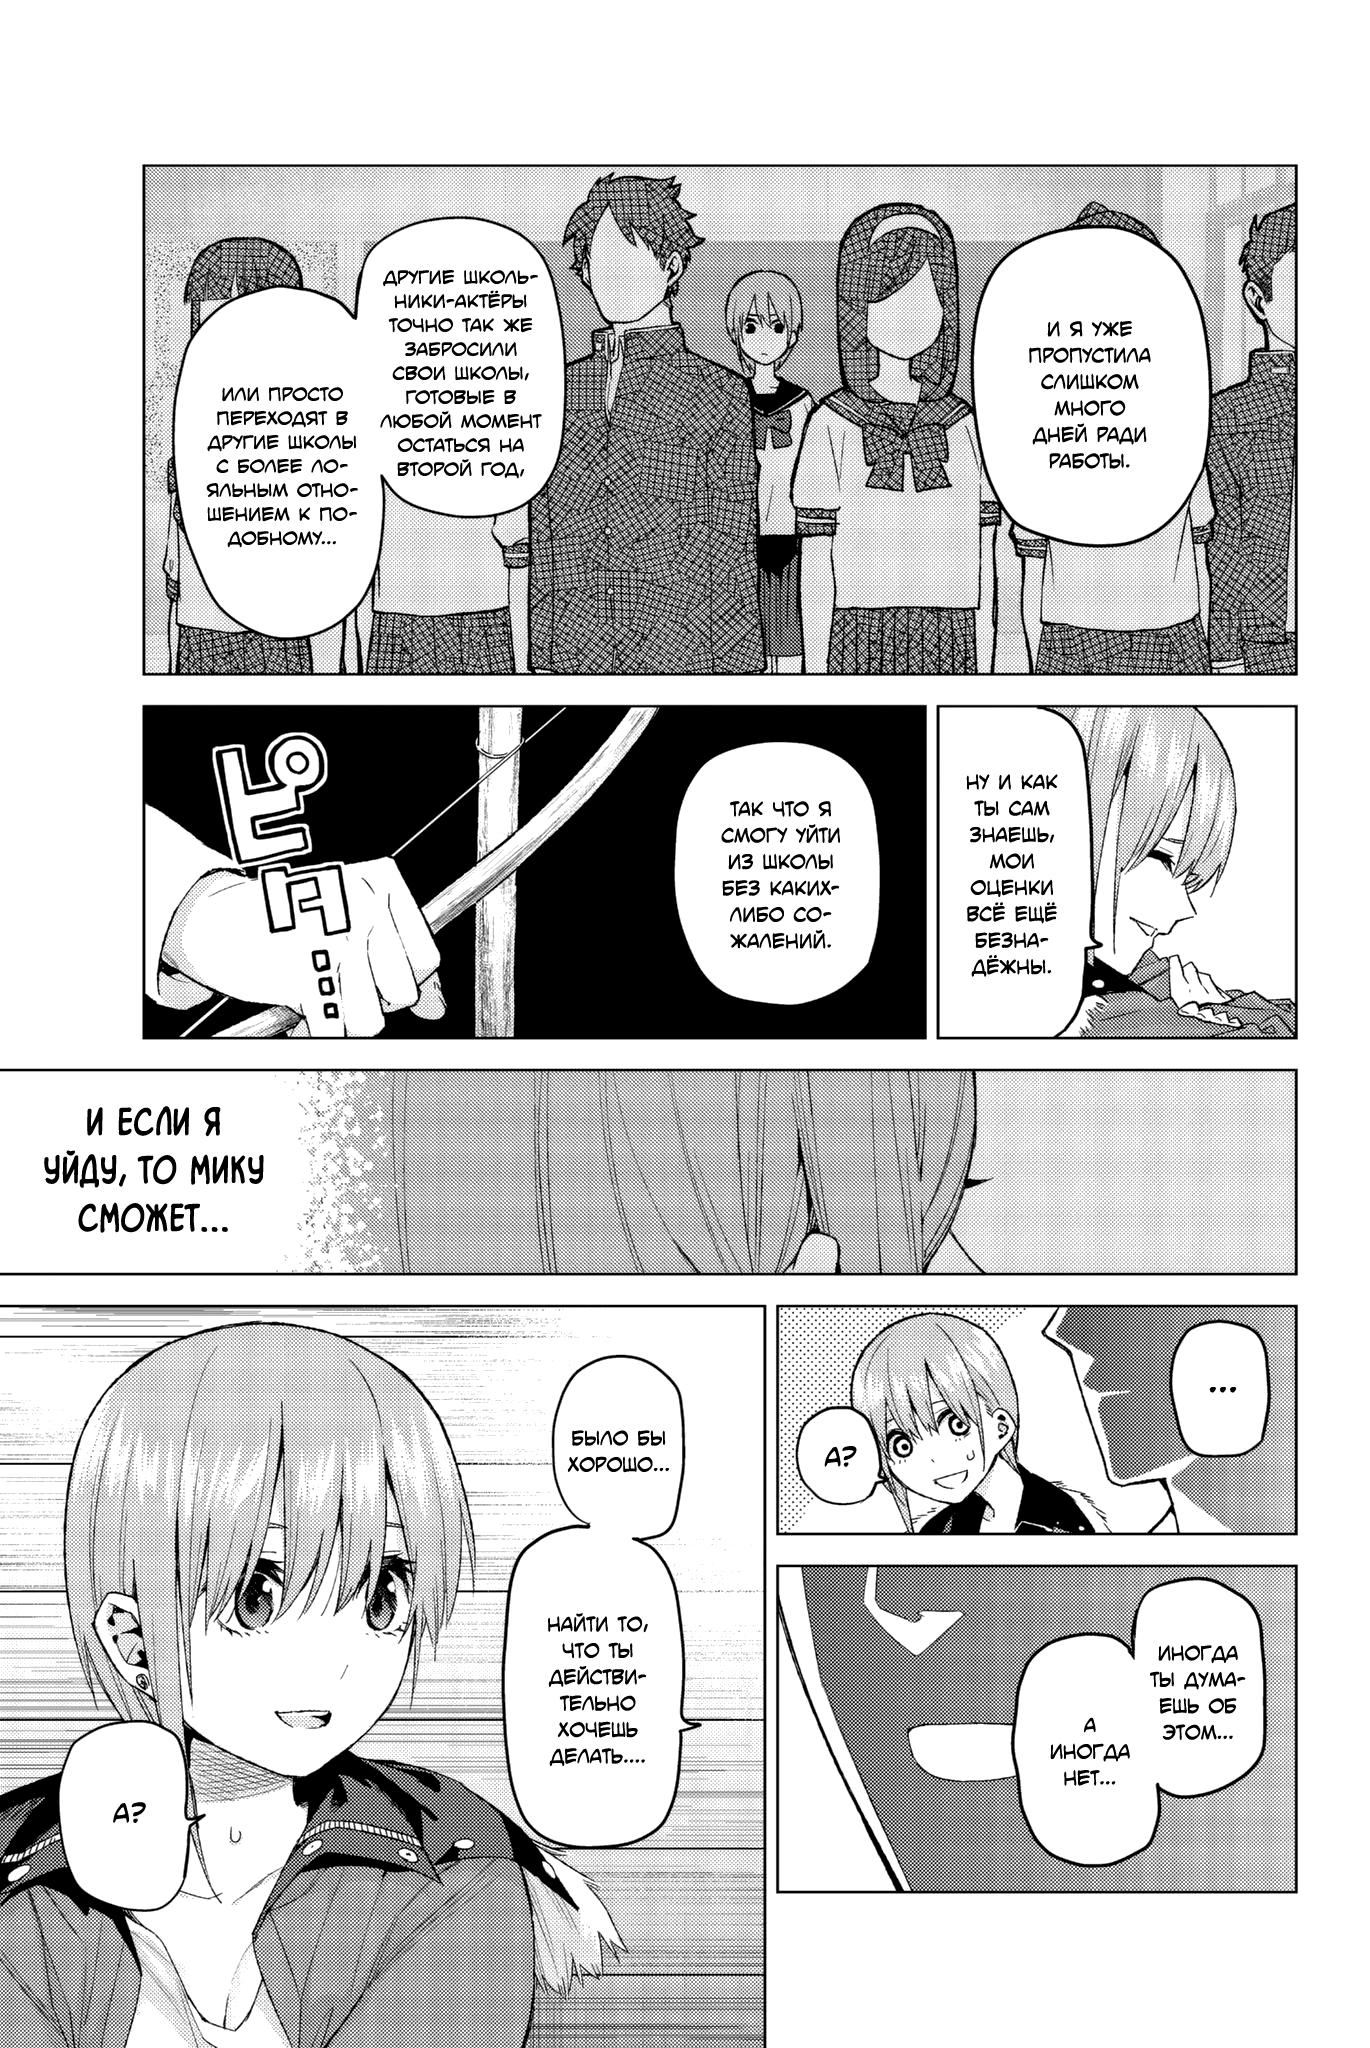 И Я УЖЕ
ПРОПУСТИЛА
СЛИШКОМ
МНОГО
ДНЕЙ РАДИ
РАБОТЫ.
ДРУГИЕ ШКОЛЬ-
НИКИ-АКТЁРЫ
ТОЧНО ТАК ЖЕ
ЗАБРОСИЛИ
СВОИ ШКОЛЫ,
ГОТОВЫЕ В
ЛЮБОЙ МОМЕНТ
ОСТАТЬСЯ НА
ВТОРОЙ ГОД,
ИЛИ ПРОСТО
ПЕРЕХОДЯТ В
ДРУГИЕ ШКОЛЫ
С БОЛЕЕ ЛО-
ЯЛЬНЫМ ОТНО-
ШЕНИЕМ К ПО-
ДОБНОМУ...
НУ И КАК
ТЫ САМ
ЗНАЕШЬ,
МОИ
ОЦЕНКИ
ВСЁ ЕЩЁ
БЕЗНА-
ДЁЖНЫ.
ТАК ЧТО Я
СМОГУ УЙТИ
ИЗ ШКОЛЫ
БЕЗ КАКИХ-
ЛИБО СО-
ЖАЛЕНИЙ.
ピタ...
И ЕСЛИ Я
УЙДУ, ТО МИКУ
СМОЖЕТ...
...
А?
ИНОГДА
ТЫ ДУМА-
ЕШЬ ОБ
ЭТОМ...
А
ИНОГДА
НЕТ...
БЫЛО БЫ
ХОРОШО...
НАЙТИ ТО,
ЧТО ТЫ
ДЕЙСТВИ-
ТЕЛЬНО
ХОЧЕШЬ
ДЕЛАТЬ....
А?